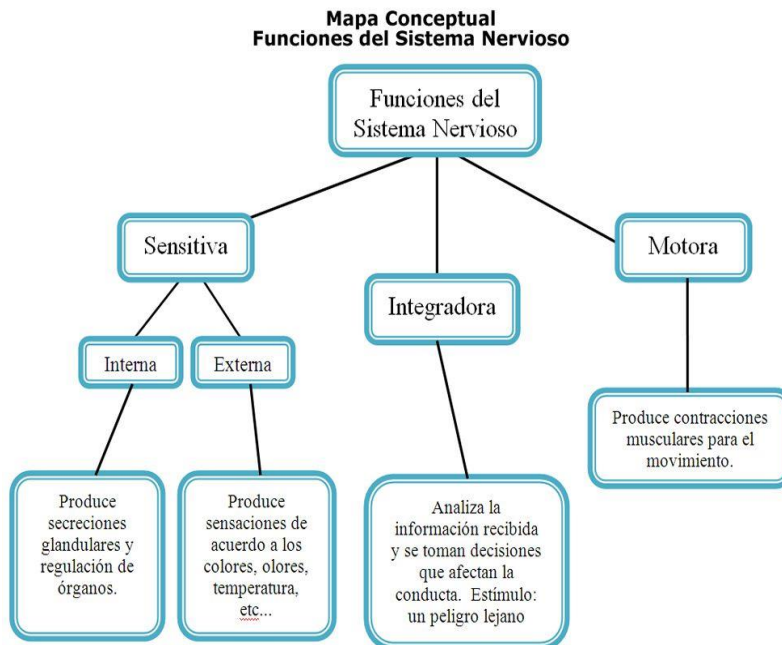 Mapa Conceptual
Funciones del Sistema Nervioso
Funciones del
Sistema Nervioso
Sensitiva
Integradora
Motora
Interna
Externa
Produce
secreciones
glandulares y
regulación de
órganos.
Produce
sensaciones de
acuerdo a los
colores, olores,
temperatura,
etc...
Analiza la
información recibida
y se toman decisiones
que afectan la
conducta. Estímulo:
un peligro lejano
Produce contracciones
musculares para el
movimiento.